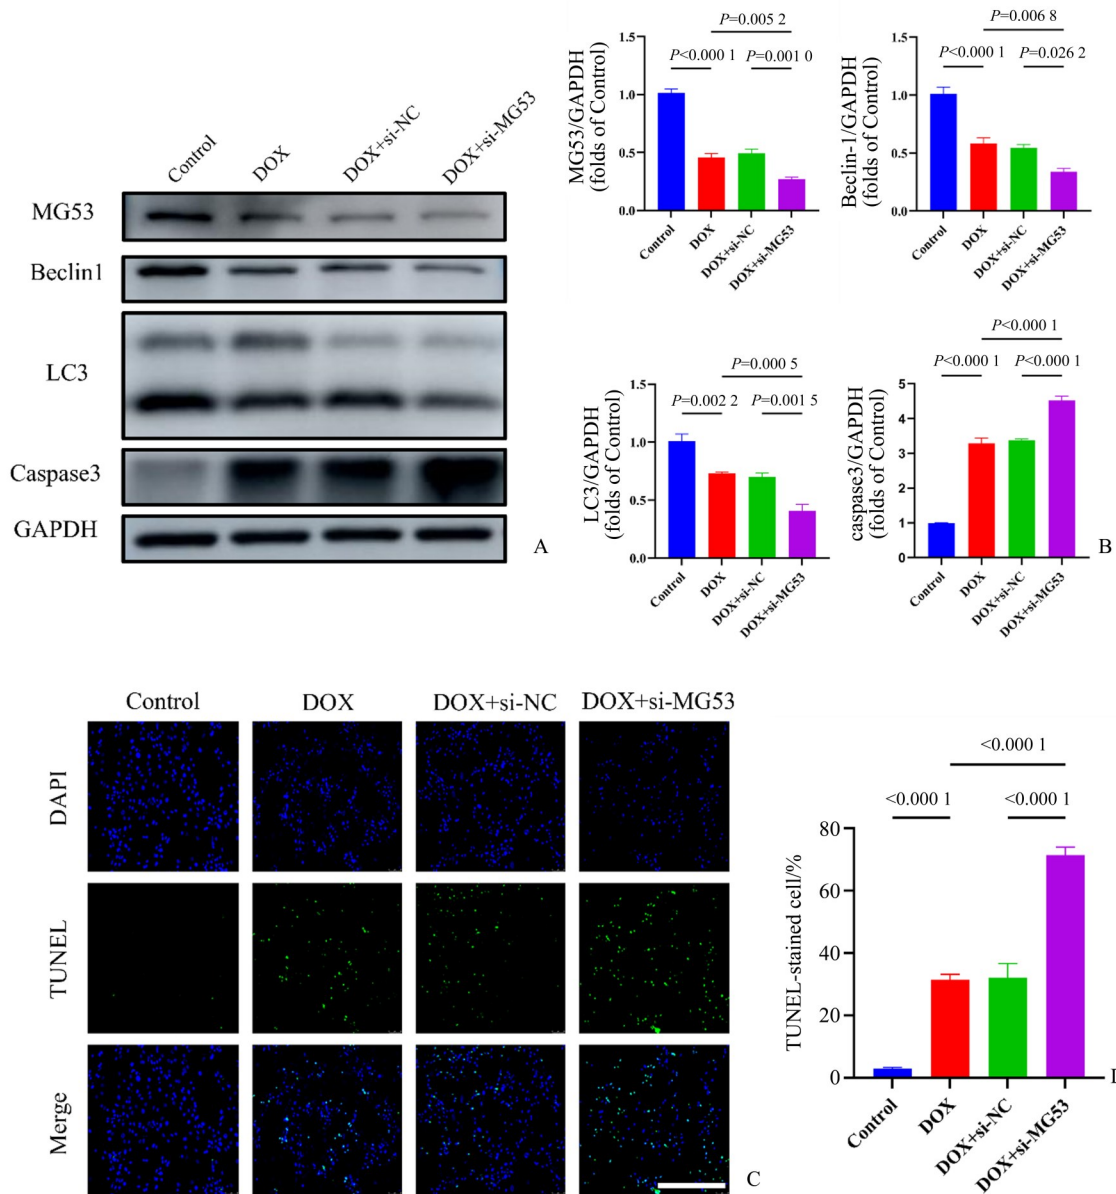 Control
DOX
DOX+si-NC
DOX+si-MG53
MG53
Beclin1
LC3
Caspase3
GAPDH
A
P=0.005 2
P<0.000 1
P=0.001 0
MG53/GAPDH
(folds of Control)
1.5
1.0
0.5
0.0
Control
DOX
DOX+si-NC
DOX+si-MG53
P=0.006 8
P<0.000 1
P=0.026 2
Beclin-1/GAPDH
(folds of Control)
1.5
1.0
0.5
0.0
Control
DOX
DOX+si-NC
DOX+si-MG53
P=0.000 5
P=0.002 2
P=0.001 5
LC3/GAPDH
(folds of Control)
1.5
1.0
0.5
0.0
Control
DOX
DOX+si-NC
DOX+si-MG53
P<0.000 1
P<0.000 1
P<0.000 1
caspase3/GAPDH
(folds of Control)
5
4
3
2
1
0
Control
DOX
DOX+si-NC
DOX+si-MG53
B
Control
DOX
DOX+si-NC
DOX+si-MG53
DAPI
TUNEL
Merge
C
<0.000 1
<0.000 1
<0.000 1
TUNEL-stained cell/%
80
60
40
20
0
Control
DOX
DOX+si-NC
DOX+si-MG53